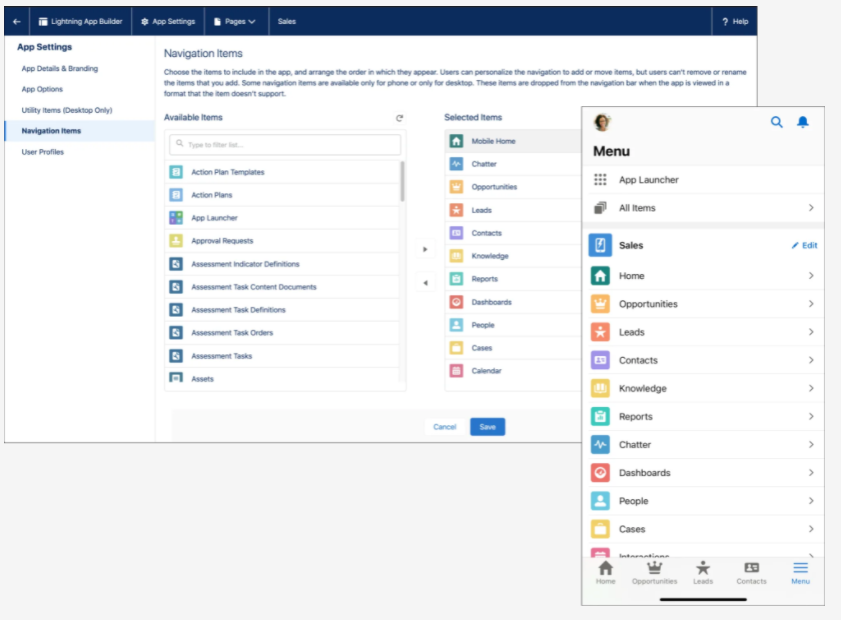 Lightning App Builder
App Settings
Pages
Sales
? Help
App Settings
App Details & Branding
App Options
Utility Items (Desktop Only)
Navigation Items
User Profiles
Navigation Items
Choose the items to include in the app, and arrange the order in which they appear. Users can personalize the navigation to add or move items, but users can't remove or rename
the items that you add. Some navigation items are available only for phone or only for desktop. These items are dropped from the navigation bar when the app is viewed in a
format that the item doesn't support.
Available Items
Type to filter list...
Action Plan Templates
Action Plans
App Launcher
Approval Requests
Assessment Indicator Definitions
Assessment Task Content Documents
Assessment Task Definitions
Assessment Task Orders
Assessment Tasks
Assets
Selected Items
Mobile Home
Chatter
Opportunities
Leads
Contacts
Knowledge
Reports
Dashboards
People
Cases
Calendar
Cancel
Save
Menu
App Launcher
All Items
Sales
Edit
Home
Opportunities
Leads
Contacts
Knowledge
Reports
Chatter
Dashboards
People
Cases
Interactions
Home
Opportunities
Leads
Contacts
Menu